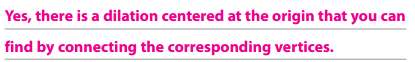 Yes, there is a dilation centered at the origin that you can
find by connecting the corresponding vertices.